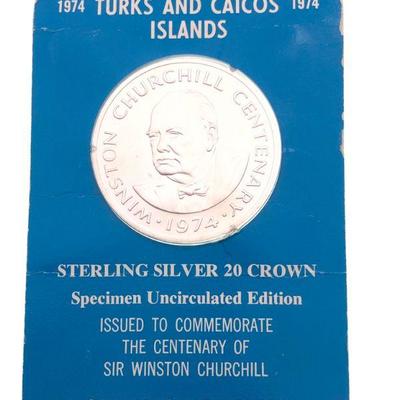 1974 TURKS AND CAICOS 1974
ISLANDS
WINSTON CHURCHILL CENTENARY
· 1974 ·
STERLING SILVER 20 CROWN
Specimen Uncirculated Edition
ISSUED TO COMMEMORATE
THE CENTENARY OF
SIR WINSTON CHURCHILL